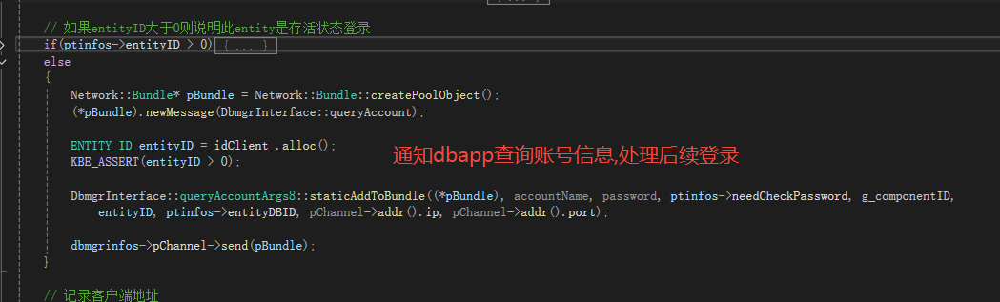 { ... }
// 如果entityID大于0则说明此entity是存活状态登录
if(ptinfos->entityID > 0) { ... }
else
{
Network::Bundle* pBundle = Network::Bundle::createPoolObject();
(*pBundle).newMessage(DbmgrInterface::queryAccount);
ENTITY_ID entityID = idClient_.alloc();
通知dbapp查询账号信息,处理后续登录
KBE_ASSERT(entityID > 0);
DbmgrInterface::queryAccountArgs8::staticAddToBundle((*pBundle), accountName, password, ptinfos->needCheckPassword, g_componentID,
entityID, ptinfos->entityDBID, pChannel->addr().ip, pChannel->addr().port);
dbmgrinfos->pChannel->send(pBundle);
}
// 记录客户端地址